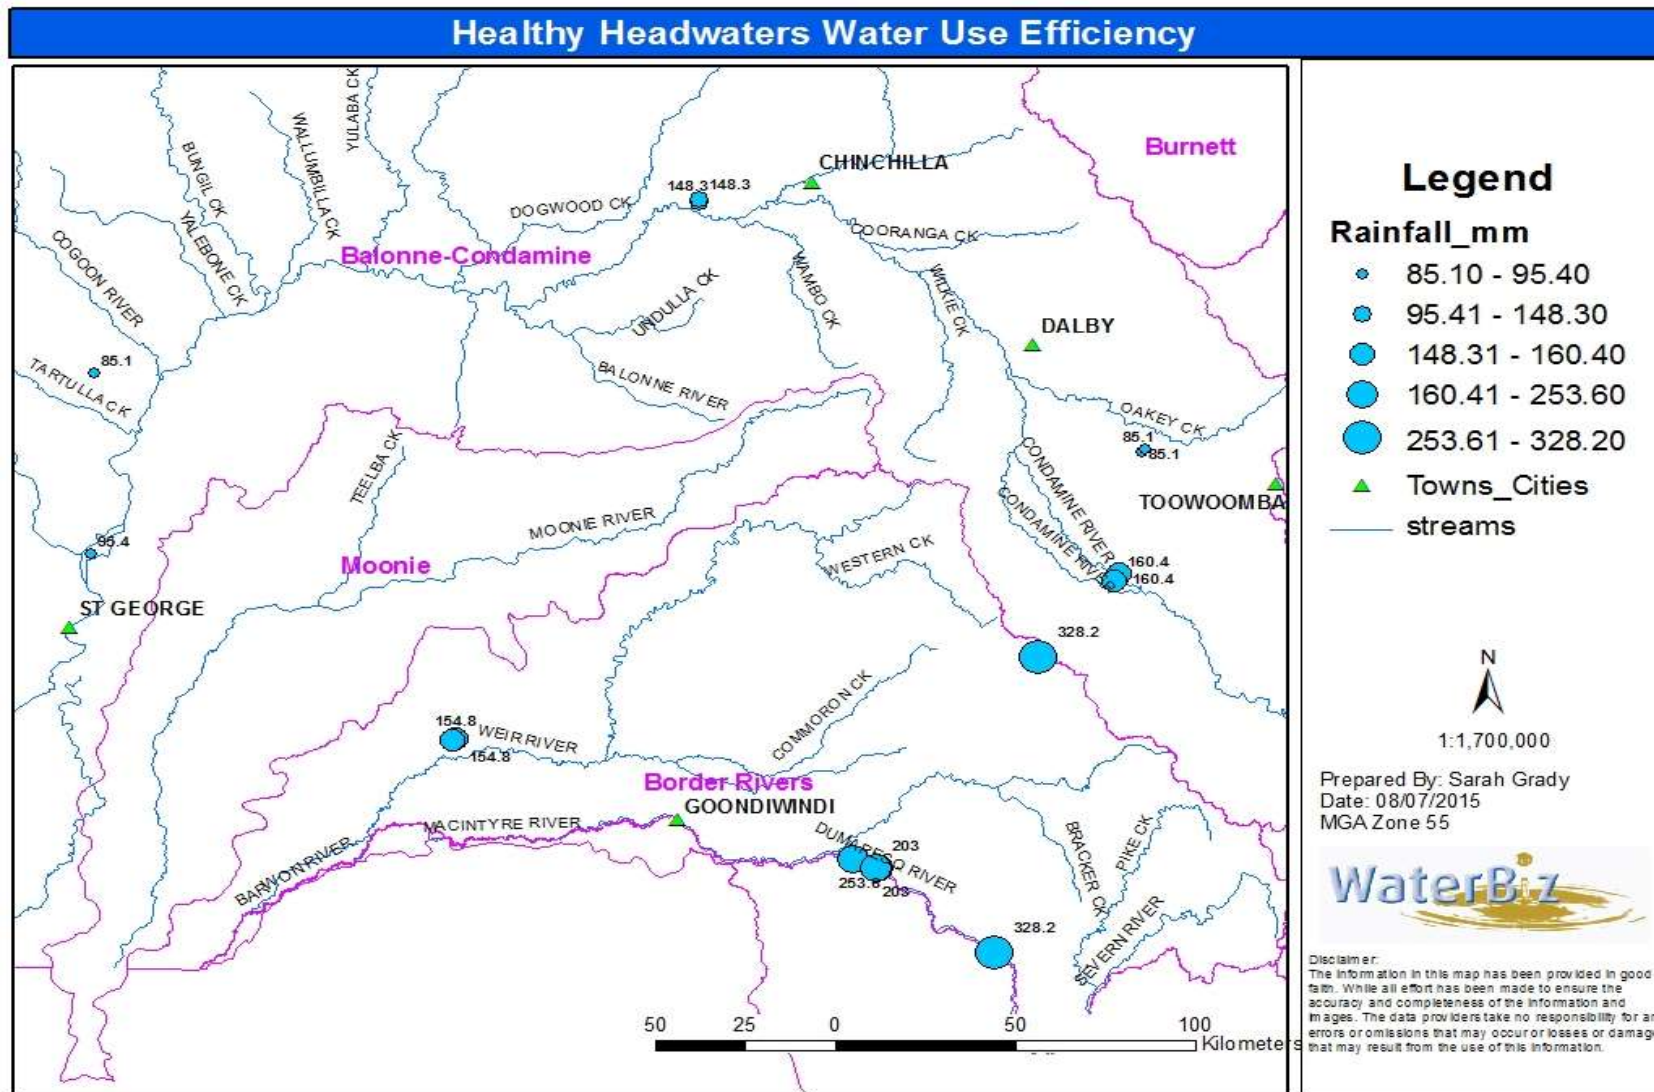 Healthy Headwaters Water Use Efficiency
YULABA CK
WALLUMBILLA CK
BUNGIL CK
Burnett
CHINCHILLA
148.3
148.3
DOGWOOD CK
YALEBONE CK
COGOON RIVER
COORANGA CK
Balonne-Condamine
WAMBO CK
WILKIE CK
UNDULLA CK
DALBY
85.1
TARTULLA CK
BALONNE RIVER
OAKEY CK
85.1
85.1
TEELBA CK
CONDAMINE RIVER
TOOWOOMBA
CONDAMINE RIVER
MOONIE RIVER
95.4
WESTERN CK
Moonie
160.4
160.4
ST GEORGE
328.2
COMMORON CK
154.8
WEIR RIVER
154.8
Border Rivers
GOONDIWINDI
MACINTYRE RIVER
DUMARESQ RIVER
203
BRACKER CK
PIKE CK
BARWON RIVER
253.6
203
SEVERN RIVER
328.2
50 25 0 50 100
Kilometers
Legend
Rainfall_mm
85.10 - 95.40
95.41 - 148.30
148.31 - 160.40
160.41 - 253.60
253.61 - 328.20
Towns_Cities
streams
N
1:1,700,000
Prepared By: Sarah Grady
Date: 08/07/2015
MGA Zone 55
WaterBiz
Disclaimer:
The information in this map has been provided in good
faith. While all effort has been made to ensure the
accuracy and completeness of the information and
images. The data providers take no responsibility for
errors or omissions that may occur or losses or damage
that may result from the use of this information.